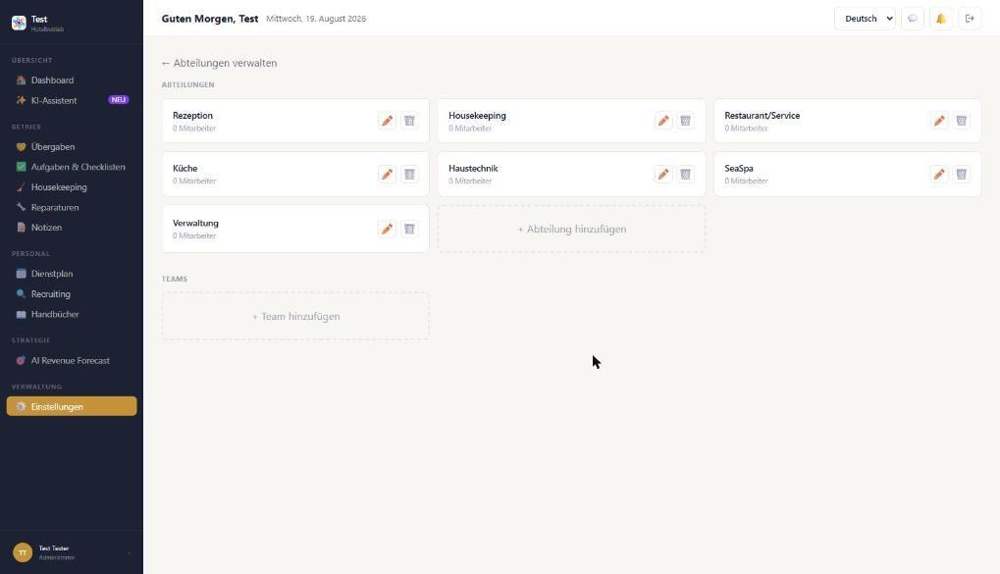 Test
Hotelbetrieb
ÜBERSICHT
Dashboard
KI-Assistent NEU
BETRIEB
Übergaben
Aufgaben & Checklisten
Housekeeping
Reparaturen
Notizen
PERSONAL
Dienstplan
Recruiting
Handbücher
STRATEGIE
AI Revenue Forecast
VERWALTUNG
Einstellungen
TT
Test Tester
Administrator
Guten Morgen, Test Mittwoch, 19. August 2026
Deutsch
← Abteilungen verwalten
ABTEILUNGEN
Rezeption
0 Mitarbeiter
Housekeeping
0 Mitarbeiter
Restaurant/Service
0 Mitarbeiter
Küche
0 Mitarbeiter
Haustechnik
0 Mitarbeiter
SeaSpa
0 Mitarbeiter
Verwaltung
0 Mitarbeiter
+ Abteilung hinzufügen
TEAMS
+ Team hinzufügen